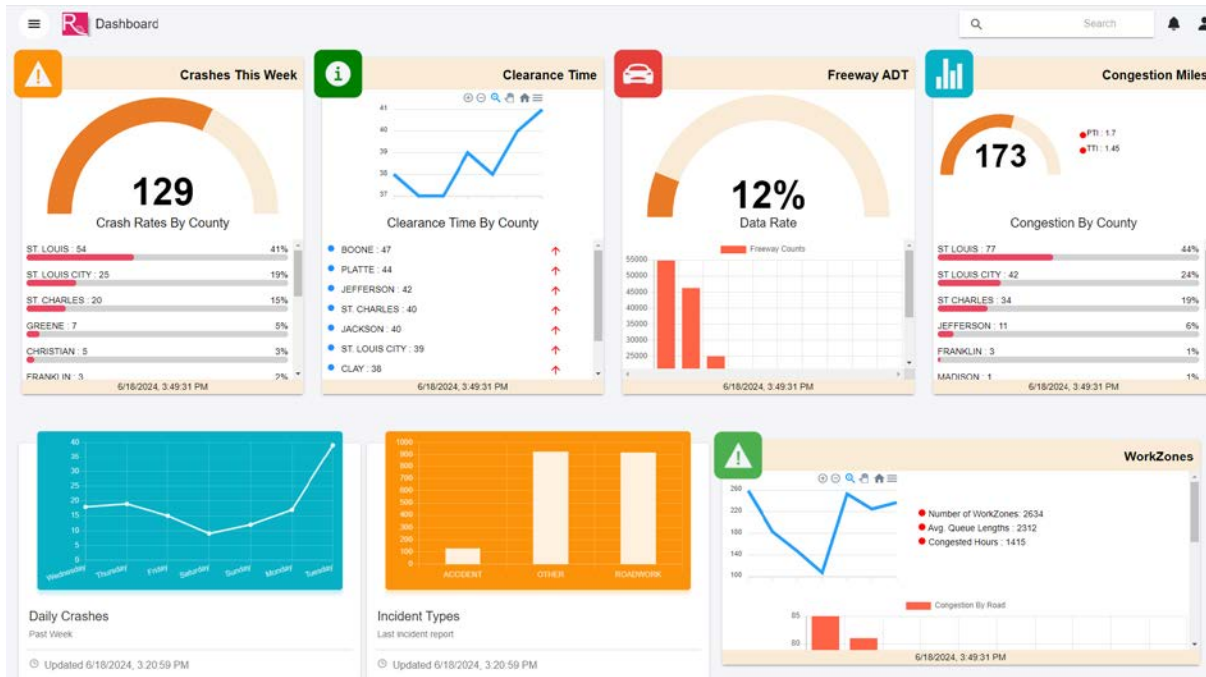 Dashboard
Search
Crashes This Week
129
Crash Rates By County
ST. LOUIS : 54 41%
ST. LOUIS CITY : 25 19%
ST. CHARLES : 20 15%
GREENE : 7 5%
CHRISTIAN : 5 3%
FRANKLIN : 3 2%
6/18/2024, 3:49:31 PM
Clearance Time
41
40
39
38
37
Clearance Time By County
BOONE : 47
PLATTE : 44
JEFFERSON : 42
ST. CHARLES : 40
JACKSON : 40
ST. LOUIS CITY : 39
CLAY : 38
6/18/2024, 3:49:31 PM
Freeway ADT
12%
Data Rate
Freeway Counts
55000
50000
45000
40000
35000
30000
25000
6/18/2024, 3:49:31 PM
Congestion Miles
173
PTI : 1.7
TTI : 1.45
Congestion By County
ST LOUIS : 77 44%
ST LOUIS CITY : 42 24%
ST CHARLES : 34 19%
JEFFERSON : 11 6%
FRANKLIN : 3 1%
MADISON : 1 1%
6/18/2024, 3:49:31 PM
40
35
30
25
20
15
10
5
0
Wednesday Thursday Friday Saturday Sunday Monday Tuesday
Daily Crashes
Past Week
Updated 6/18/2024, 3:20:59 PM
1000
900
800
700
600
500
400
300
200
100
0
ACCIDENT OTHER ROADWORK
Incident Types
Last incident report
Updated 6/18/2024, 3:20:59 PM
WorkZones
260
220
180
140
100
Number of WorkZones: 2634
Avg. Queue Lengths : 2312
Congested Hours : 1415
Congestion By Road
85
80
6/18/2024, 3:49:31 PM